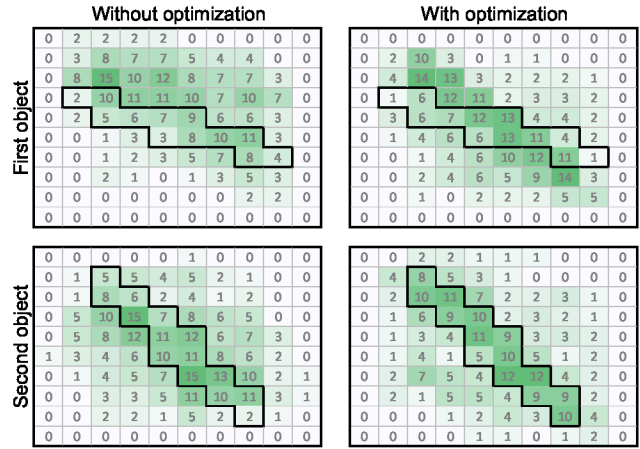 Without optimization
With optimization
First object
0 2 2 2 2 0 0 0 0 0
0 3 8 7 7 5 4 4 0 0
0 8 15 10 12 8 7 7 3 0
0 2 10 11 11 10 7 10 7 0
0 2 5 6 7 9 6 6 3 0
0 0 1 3 3 8 10 11 3 0
0 0 1 2 3 5 7 8 4 0
0 0 2 1 0 1 3 5 3 0
0 0 0 0 0 0 0 2 2 0
0 0 0 0 0 0 0 0 0 0
0 0 0 0 0 0 0 0 0 0
0 2 10 3 0 1 1 0 0 0
0 4 14 13 3 2 2 2 1 0
0 1 6 12 11 2 3 3 2 0
0 3 6 7 12 13 4 4 2 0
0 1 4 6 6 13 11 4 2 0
0 0 1 4 6 10 12 11 1 0
0 0 2 4 6 5 9 14 3 0
0 0 1 0 2 2 2 5 5 0
0 0 0 0 0 0 0 0 0 0
Second object
0 0 0 0 0 1 0 0 0 0
0 1 5 5 4 5 2 1 0 0
0 1 8 6 2 4 1 2 0 0
0 5 10 15 7 8 6 5 0 0
0 5 8 12 11 12 6 7 3 0
1 3 4 6 10 11 8 6 2 0
0 1 4 5 7 15 13 10 2 1
0 0 3 3 5 11 10 11 3 1
0 0 2 2 1 5 2 2 1 0
0 0 0 0 0 0 0 0 0 0
0 0 2 2 1 1 1 0 0 0
0 4 8 5 3 1 0 0 0 0
0 2 10 11 7 2 2 3 1 0
0 1 6 9 10 2 2 3 1 0
0 1 3 4 11 9 3 3 2 0
0 1 4 1 5 10 5 1 2 0
0 2 7 5 4 12 12 4 2 0
0 2 1 5 5 4 9 9 2 0
0 0 0 1 2 4 3 10 4 0
0 0 0 0 1 1 0 1 2 0